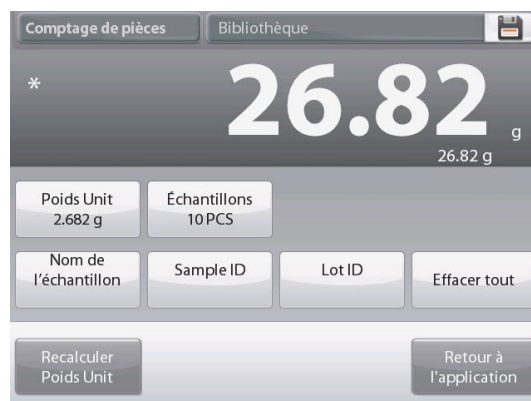 Comptage de pièces
Bibliothèque
*
26.82 g
26.82 g
Poids Unit
2.682 g
Échantillons
10 PCS
Nom de
l'échantillon
Sample ID
Lot ID
Effacer tout
Recalculer
Poids Unit
Retour à
l'application